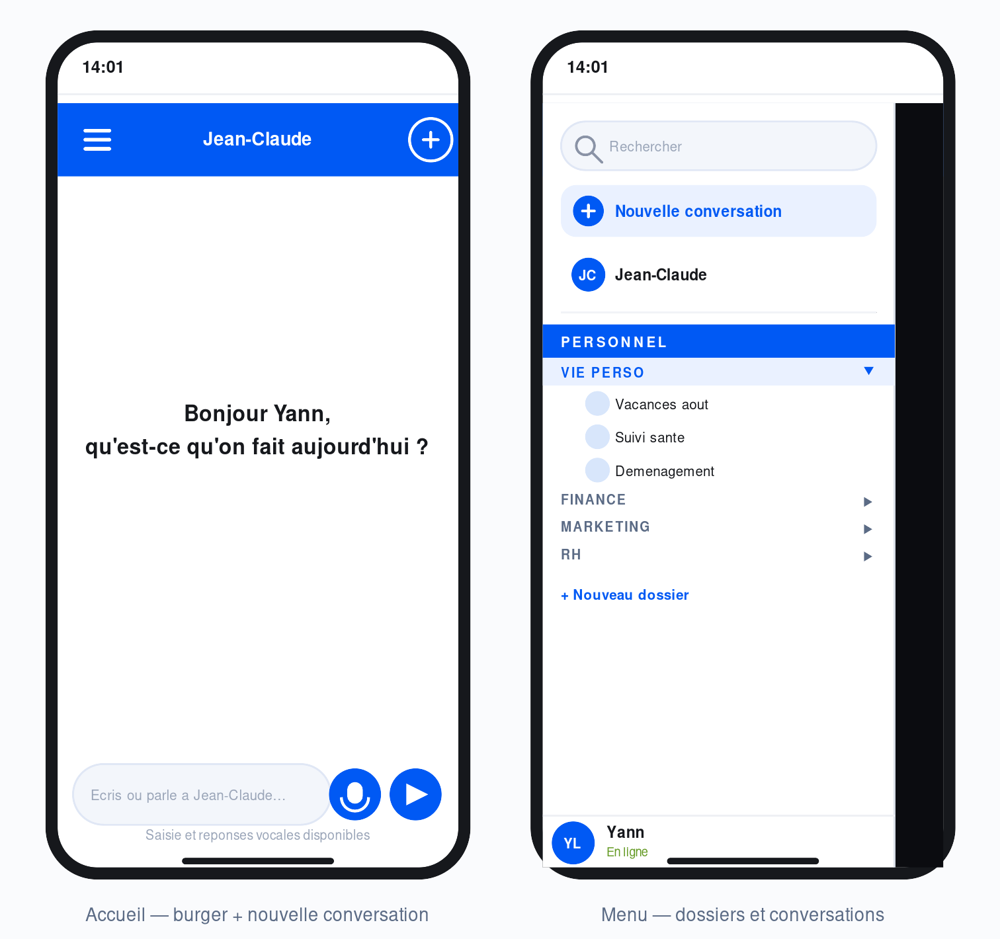 14:01
Jean-Claude
Bonjour Yann,
qu'est-ce qu'on fait aujourd'hui ?
Ecris ou parle a Jean-Claude...
Saisie et reponses vocales disponibles
Accueil — burger + nouvelle conversation
14:01
Rechercher
Nouvelle conversation
JC Jean-Claude
PERSONNEL
VIE PERSO
Vacances aout
Suivi sante
Demenagement
FINANCE
MARKETING
RH
+ Nouveau dossier
YL Yann
En ligne
Menu — dossiers et conversations